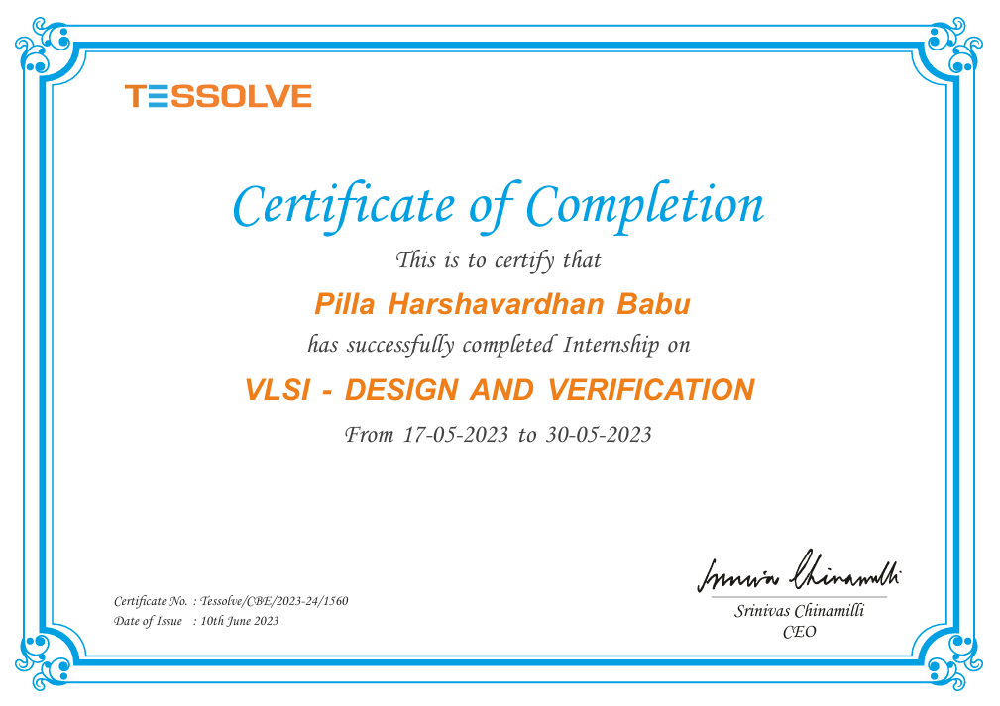 TESSOLVE
Certificate of Completion
This is to certify that
Pilla Harshavardhan Babu
has successfully completed Internship on
VLSI - DESIGN AND VERIFICATION
From 17-05-2023 to 30-05-2023
Certificate No. : Tessolve/CBE/2023-24/1560
Date of Issue : 10th June 2023
Srinivas Chinamilli
Srinivas Chinamilli
CEO